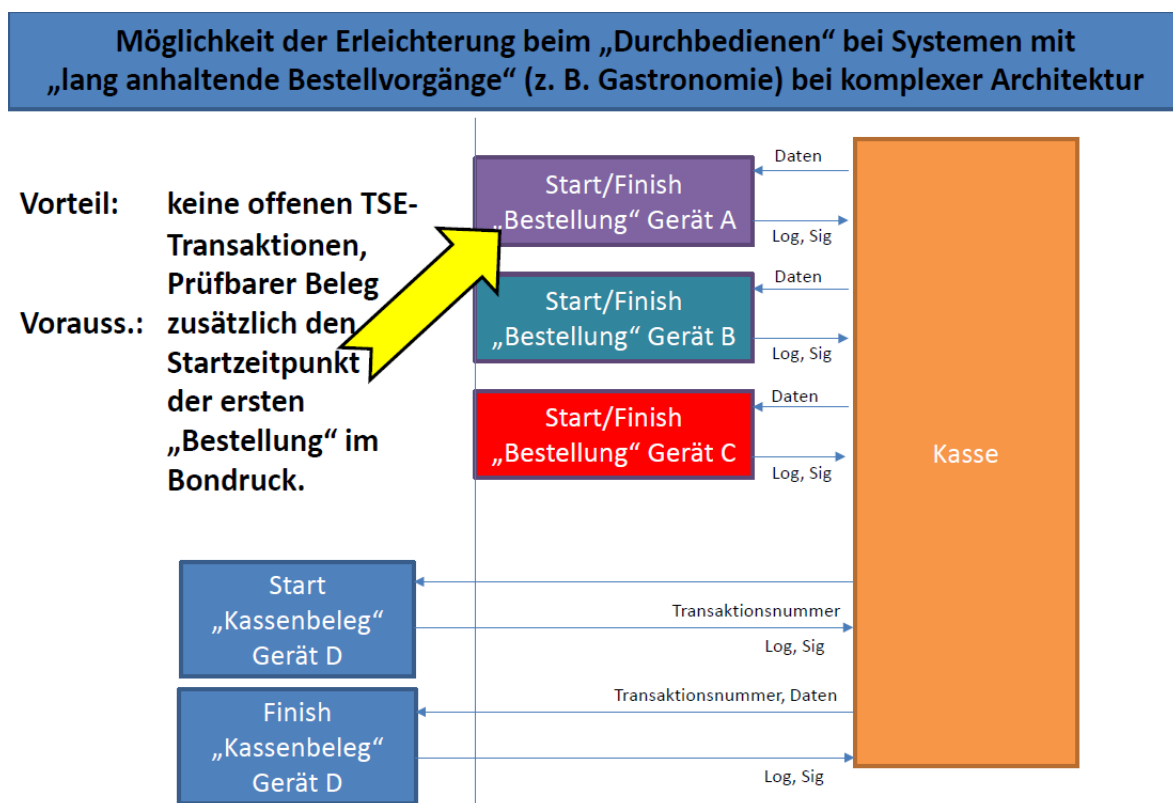 Möglichkeit der Erleichterung beim „Durchbedienen“ bei Systemen mit
„lang anhaltende Bestellvorgänge“ (z. B. Gastronomie) bei komplexer Architektur
Vorteil: keine offenen TSE-
Transaktionen,
Prüfbarer Beleg
Vorauss.: zusätzlich den
Startzeitpunkt
der ersten
„Bestellung“ im
Bondruck.
Start/Finish
„Bestellung“ Gerät A
Daten
Log, Sig
Start/Finish
„Bestellung“ Gerät B
Daten
Log, Sig
Start/Finish
„Bestellung“ Gerät C
Daten
Log, Sig
Kasse
Start
„Kassenbeleg“
Gerät D
Transaktionsnummer
Log, Sig
Finish
„Kassenbeleg“
Gerät D
Transaktionsnummer, Daten
Log, Sig